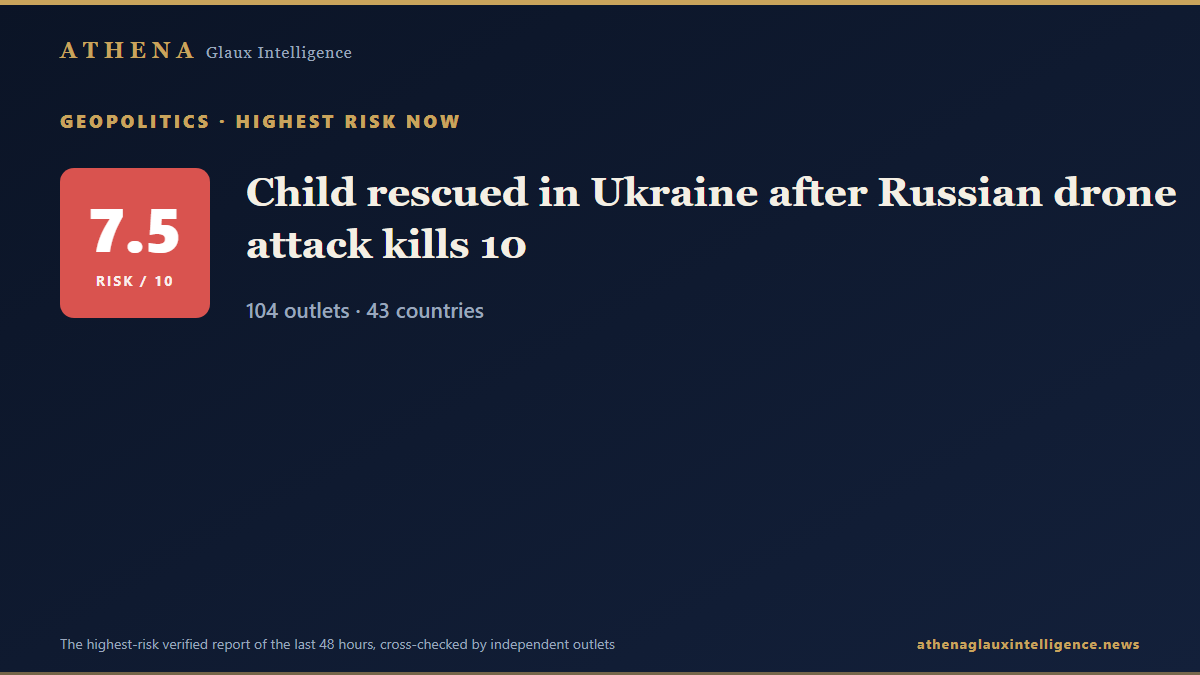 ATHENA Glaux Intelligence
GEOPOLITICS · HIGHEST RISK NOW
7.5
RISK / 10
Child rescued in Ukraine after Russian drone
attack kills 10
104 outlets · 43 countries
The highest-risk verified report of the last 48 hours, cross-checked by independent outlets
athenaglauxintelligence.news